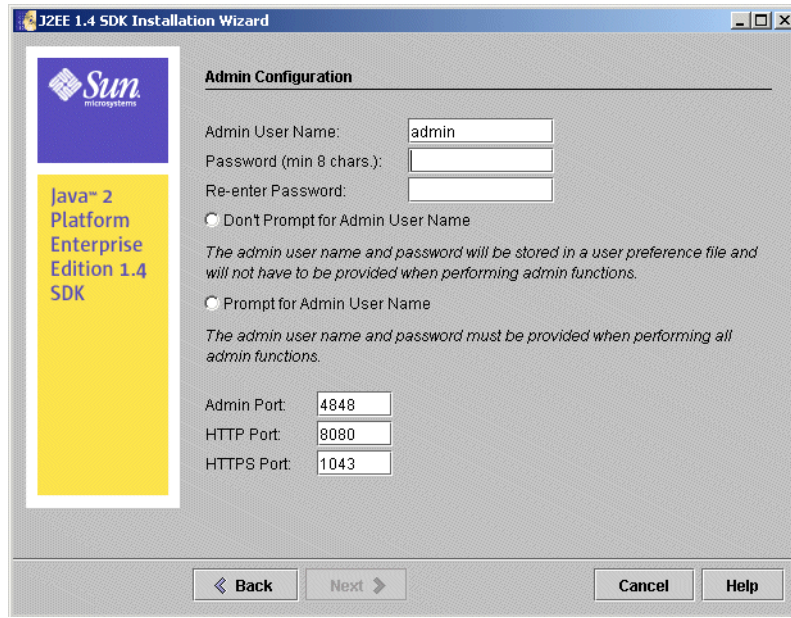 J2EE 1.4 SDK Installation Wizard
Sun
microsystems
Java™ 2
Platform
Enterprise
Edition 1.4
SDK
Admin Configuration
Admin User Name: admin
Password (min 8 chars.):
Re-enter Password:
Don't Prompt for Admin User Name
The admin user name and password will be stored in a user preference file and
will not have to be provided when performing admin functions.
Prompt for Admin User Name
The admin user name and password must be provided when performing all
admin functions.
Admin Port: 4848
HTTP Port: 8080
HTTPS Port: 1043
Back Next Cancel Help